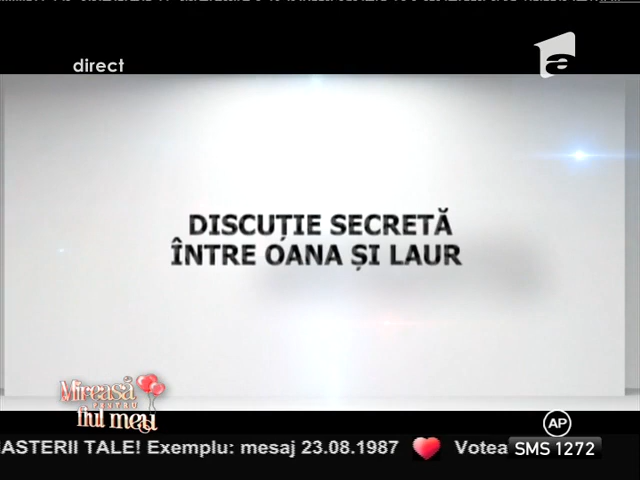 direct
a
DISCUȚIE SECRETĂ
ÎNTRE OANA ȘI LAUR
Mireasă
PENTRU
fiul meu
AP
ASTERII TALE! Exemplu: mesaj 23.08.1987 Votea
SMS 1272